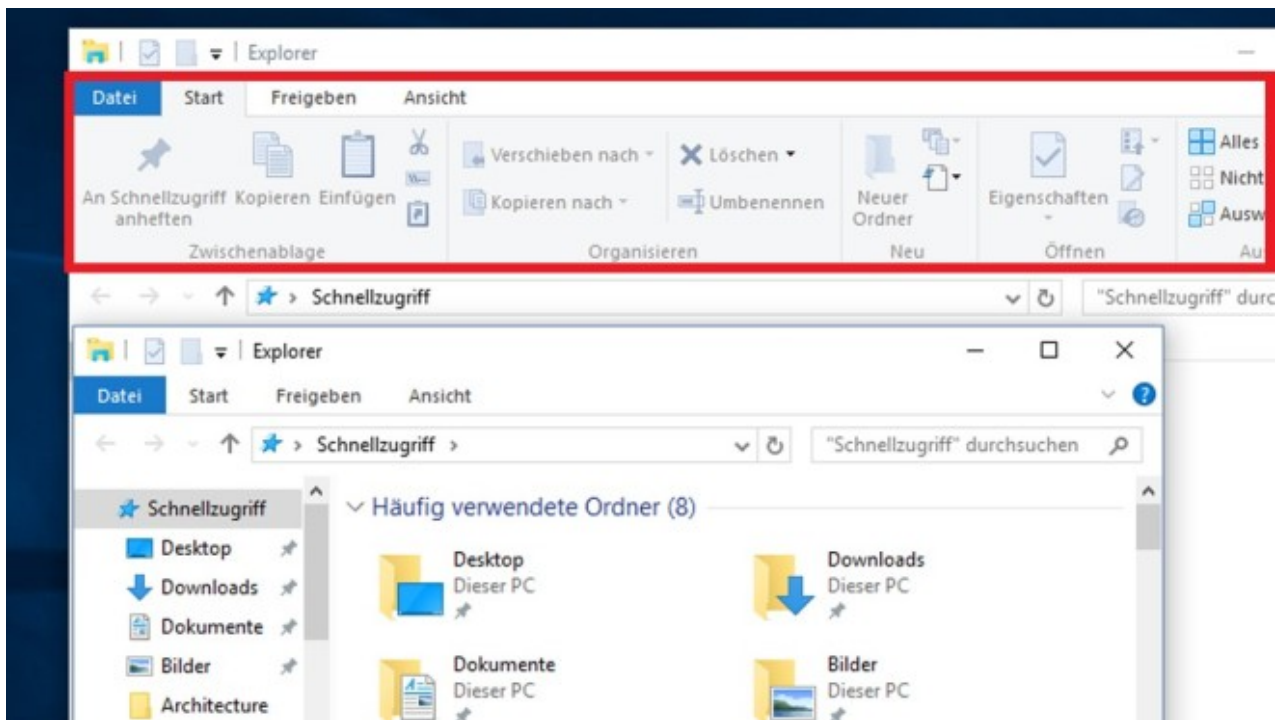 Explorer
Datei Start Freigeben Ansicht
An Schnellzugriff anheften
Kopieren
Einfügen
Verschieben nach
Kopieren nach
Löschen
Umbenennen
Neuer Ordner
Eigenschaften
Alles
Nicht
Ausw
Zwischenablage Organisieren Neu Öffnen Au
Schnellzugriff "Schnellzugriff" durc
Explorer
Datei Start Freigeben Ansicht
Schnellzugriff "Schnellzugriff" durchsuchen
Schnellzugriff
Desktop
Downloads
Dokumente
Bilder
Architecture
Häufig verwendete Ordner (8)
Desktop
Dieser PC
Downloads
Dieser PC
Dokumente
Dieser PC
Bilder
Dieser PC